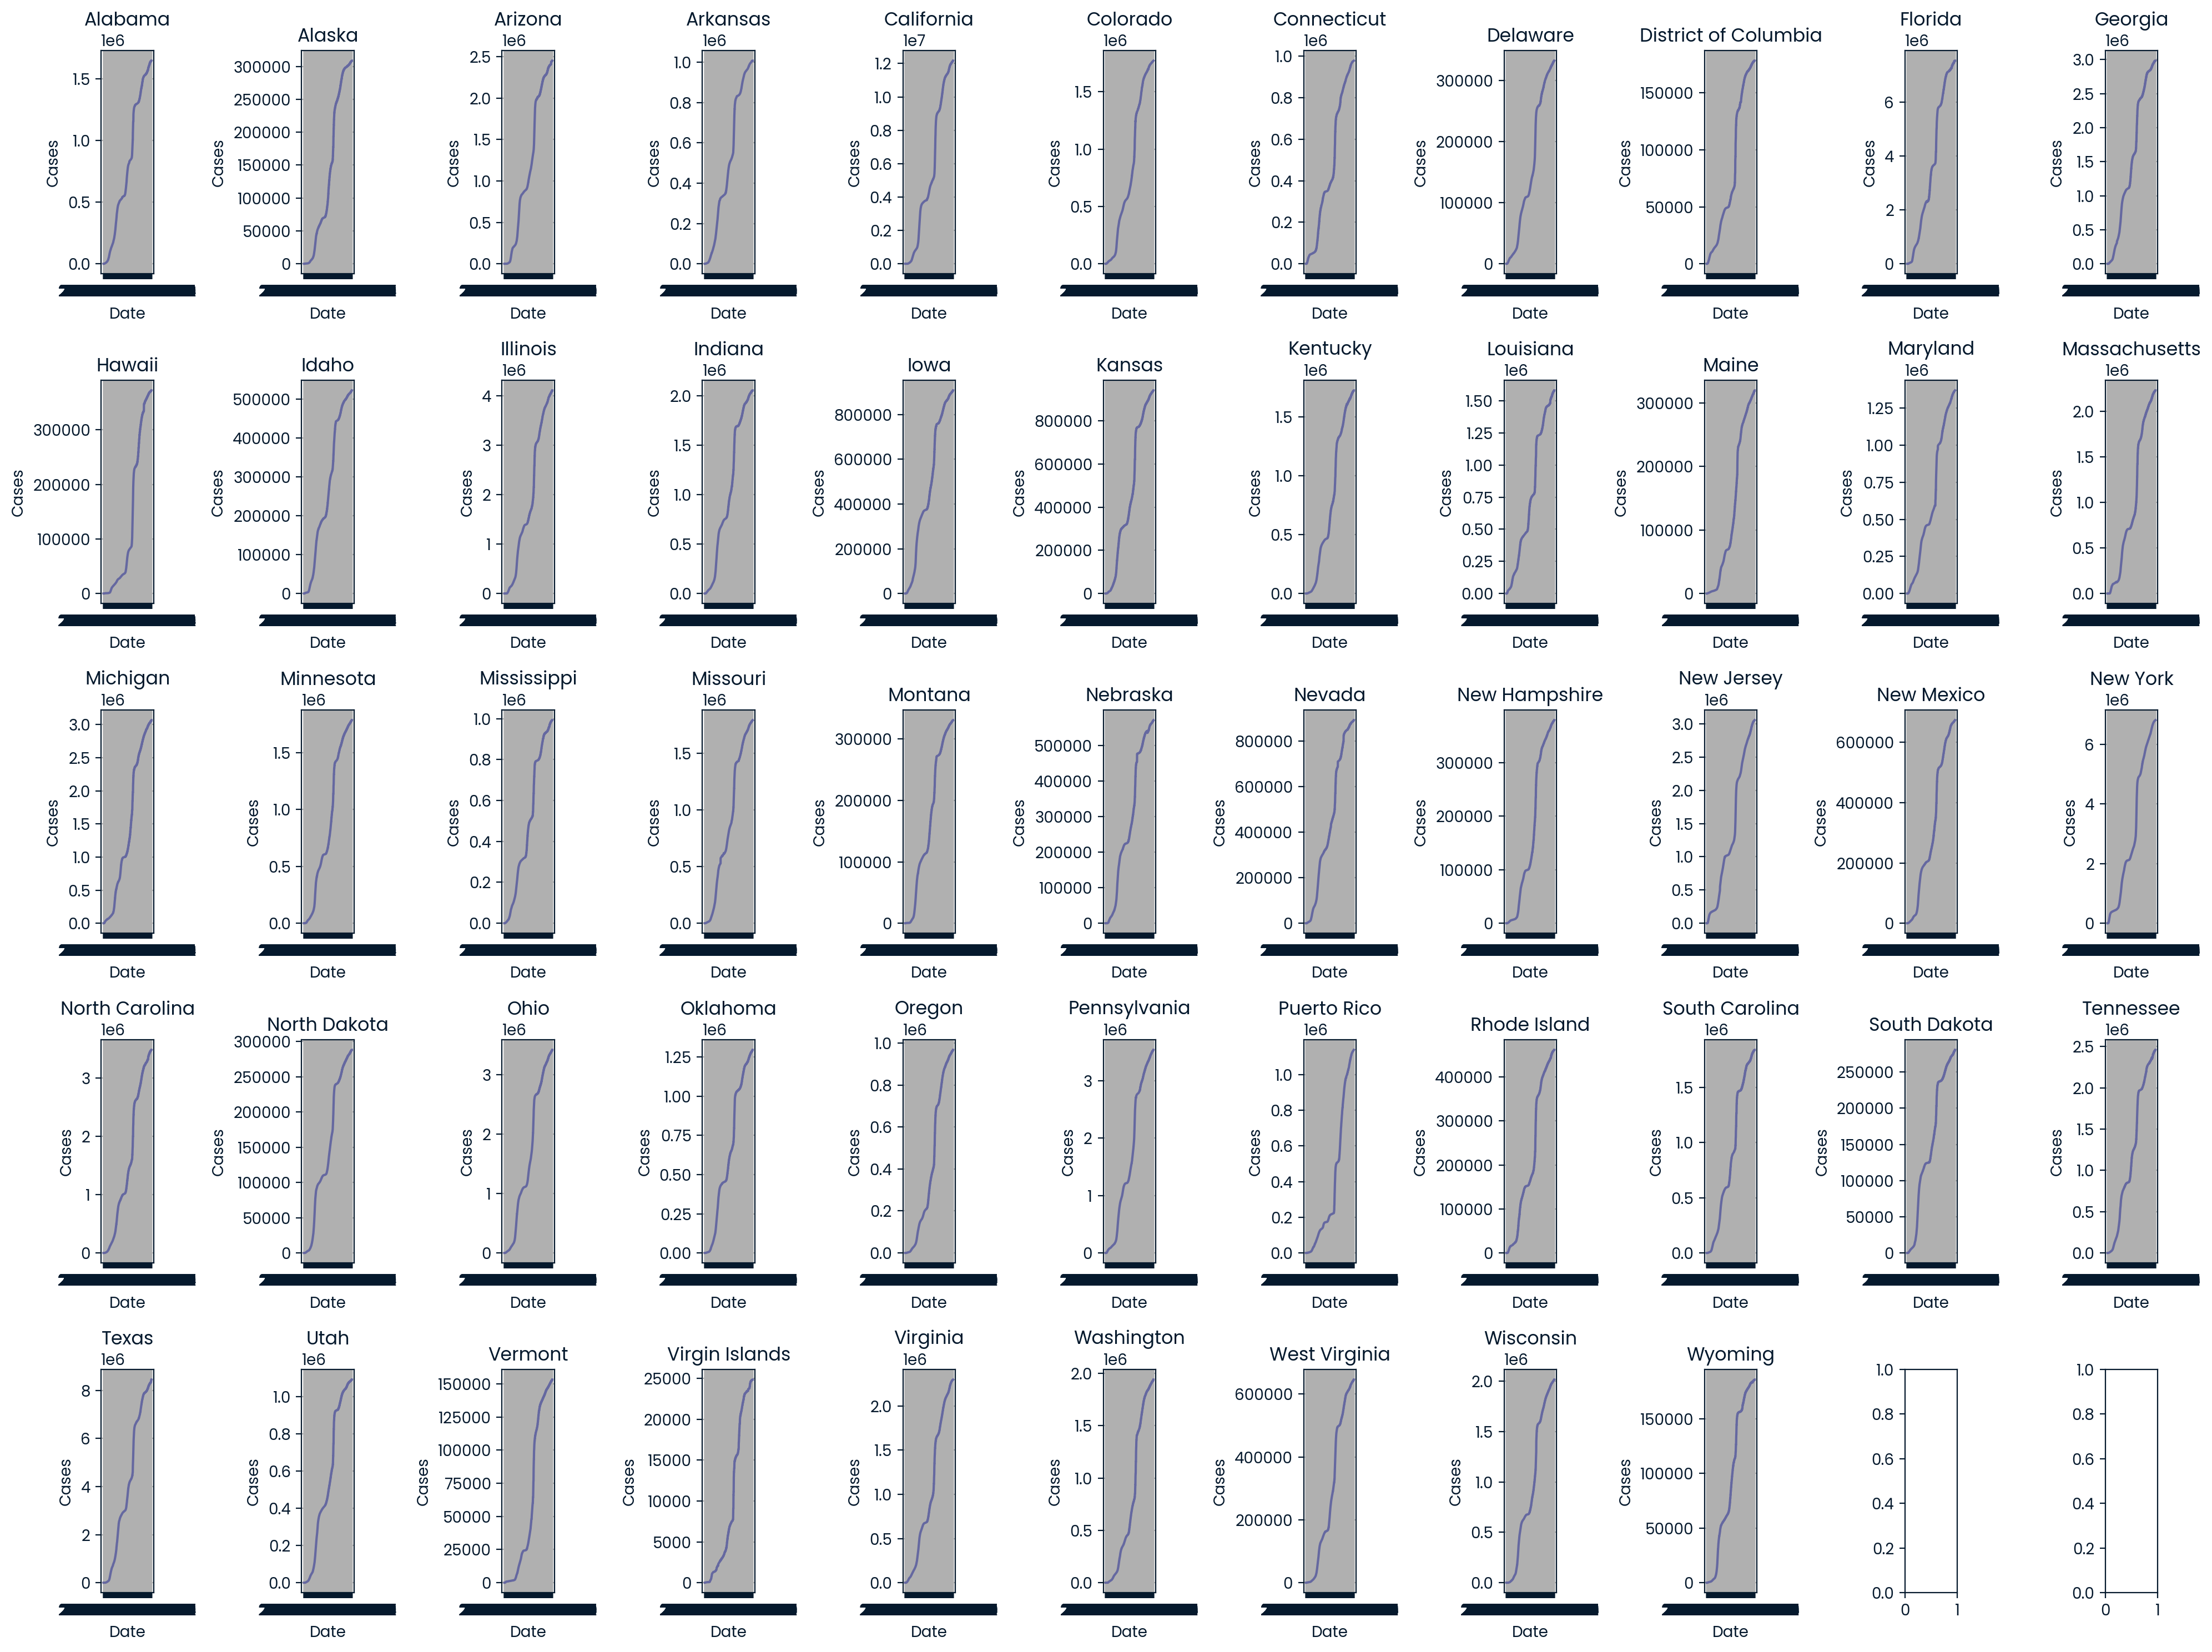 Alabama
1e6
1.5
1.0
0.5
0.0
Cases
Date
Alaska
300000
250000
200000
150000
100000
50000
0
Cases
Date
Arizona
1e6
2.5
2.0
1.5
1.0
0.5
0.0
Cases
Date
Arkansas
1e6
1.0
0.8
0.6
0.4
0.2
0.0
Cases
Date
California
1e7
1.2
1.0
0.8
0.6
0.4
0.2
0.0
Cases
Date
Colorado
1e6
1.5
1.0
0.5
0.0
Cases
Date
Connecticut
1e6
1.0
0.8
0.6
0.4
0.2
0.0
Cases
Date
Delaware
300000
200000
100000
0
Cases
Date
District of Columbia
150000
100000
50000
0
Cases
Date
Florida
1e6
6
4
2
0
Cases
Date
Georgia
1e6
3.0
2.5
2.0
1.5
1.0
0.5
0.0
Cases
Date
Hawaii
300000
200000
100000
0
Cases
Date
Idaho
500000
400000
300000
200000
100000
0
Cases
Date
Illinois
1e6
4
3
2
1
0
Cases
Date
Indiana
1e6
2.0
1.5
1.0
0.5
0.0
Cases
Date
Iowa
800000
600000
400000
200000
0
Cases
Date
Kansas
800000
600000
400000
200000
0
Cases
Date
Kentucky
1e6
1.5
1.0
0.5
0.0
Cases
Date
Louisiana
1e6
1.50
1.25
1.00
0.75
0.50
0.25
0.00
Cases
Date
Maine
300000
200000
100000
0
Cases
Date
Maryland
1e6
1.25
1.00
0.75
0.50
0.25
0.00
Cases
Date
Massachusetts
1e6
2.0
1.5
1.0
0.5
0.0
Cases
Date
Michigan
1e6
3.0
2.5
2.0
1.5
1.0
0.5
0.0
Cases
Date
Minnesota
1e6
1.5
1.0
0.5
0.0
Cases
Date
Mississippi
1e6
1.0
0.8
0.6
0.4
0.2
0.0
Cases
Date
Missouri
1e6
1.5
1.0
0.5
0.0
Cases
Date
Montana
300000
200000
100000
0
Cases
Date
Nebraska
500000
400000
300000
200000
100000
0
Cases
Date
Nevada
800000
600000
400000
200000
0
Cases
Date
New Hampshire
300000
200000
100000
0
Cases
Date
New Jersey
1e6
3.0
2.5
2.0
1.5
1.0
0.5
0.0
Cases
Date
New Mexico
600000
400000
200000
0
Cases
Date
New York
1e6
6
4
2
0
Cases
Date
North Carolina
1e6
3
2
1
0
Cases
Date
North Dakota
300000
250000
200000
150000
100000
50000
0
Cases
Date
Ohio
1e6
3
2
1
0
Cases
Date
Oklahoma
1e6
1.25
1.00
0.75
0.50
0.25
0.00
Cases
Date
Oregon
1e6
1.0
0.8
0.6
0.4
0.2
0.0
Cases
Date
Pennsylvania
1e6
3
2
1
0
Cases
Date
Puerto Rico
1e6
1.0
0.8
0.6
0.4
0.2
0.0
Cases
Date
Rhode Island
400000
300000
200000
100000
0
Cases
Date
South Carolina
1e6
1.5
1.0
0.5
0.0
Cases
Date
South Dakota
250000
200000
150000
100000
50000
0
Cases
Date
Tennessee
1e6
2.5
2.0
1.5
1.0
0.5
0.0
Cases
Date
Texas
1e6
8
6
4
2
0
Cases
Date
Utah
1e6
1.0
0.8
0.6
0.4
0.2
0.0
Cases
Date
Vermont
150000
125000
100000
75000
50000
25000
0
Cases
Date
Virgin Islands
25000
20000
15000
10000
5000
0
Cases
Date
Virginia
1e6
2.0
1.5
1.0
0.5
0.0
Cases
Date
Washington
1e6
2.0
1.5
1.0
0.5
0.0
Cases
Date
West Virginia
600000
400000
200000
0
Cases
Date
Wisconsin
1e6
2.0
1.5
1.0
0.5
0.0
Cases
Date
Wyoming
150000
100000
50000
0
Cases
Date
1.0
0.8
0.6
0.4
0.2
0.0
0 1
1.0
0.8
0.6
0.4
0.2
0.0
0 1